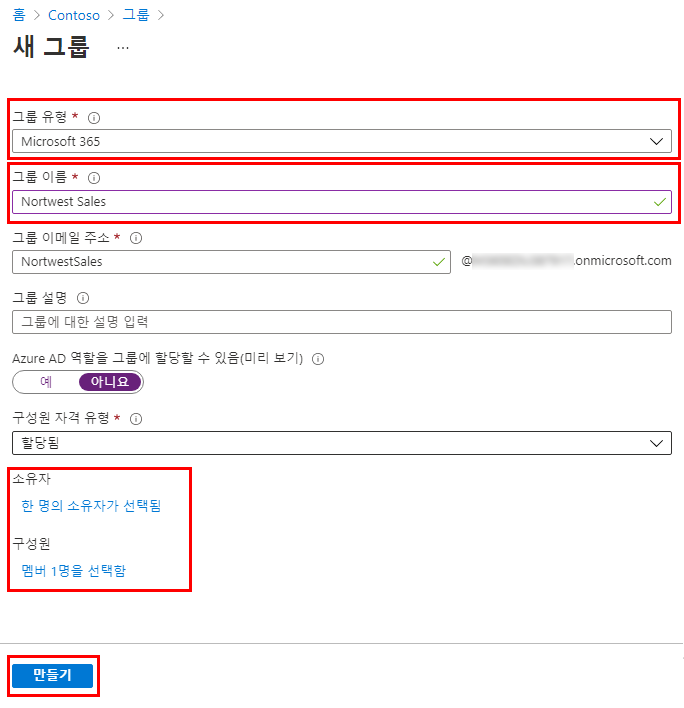 홈 > Contoso > 그룹 >
새 그룹 ...
그룹 유형 *
Microsoft 365
그룹 이름 *
Nortwest Sales
그룹 이메일 주소 *
NortwestSales @ .onmicrosoft.com
그룹 설명
그룹에 대한 설명 입력
Azure AD 역할을 그룹에 할당할 수 있음(미리 보기)
예 아니요
구성원 자격 유형 *
할당됨
소유자
한 명의 소유자가 선택됨
구성원
멤버 1명을 선택함
만들기